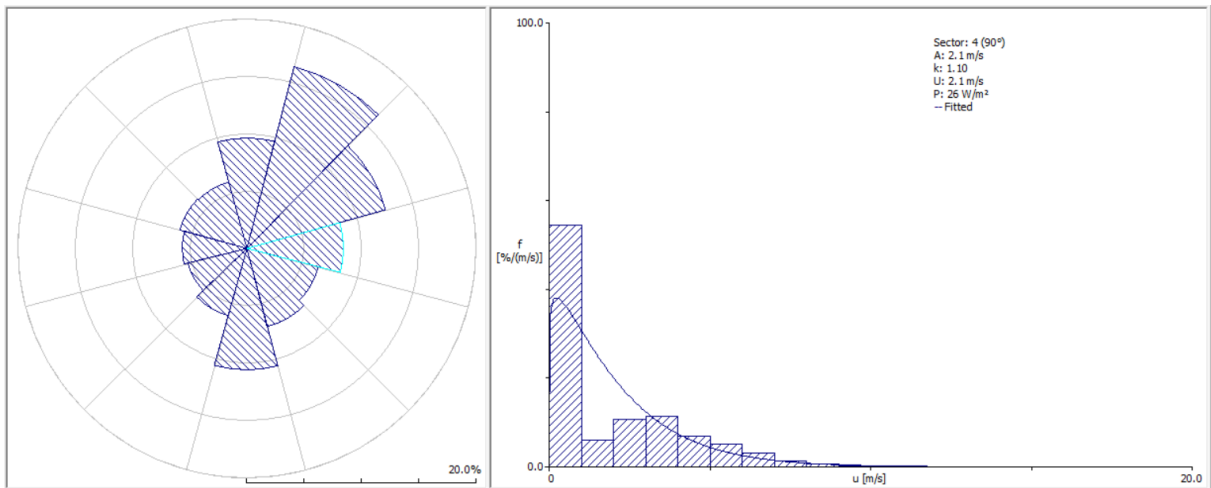 20.0%
100.0
Sector: 4 (90°)
A: 2.1 m/s
k: 1.10
U: 2.1 m/s
P: 26 W/m²
-- Fitted
f
[%/(m/s)]
0.0
0
u [m/s]
20.0